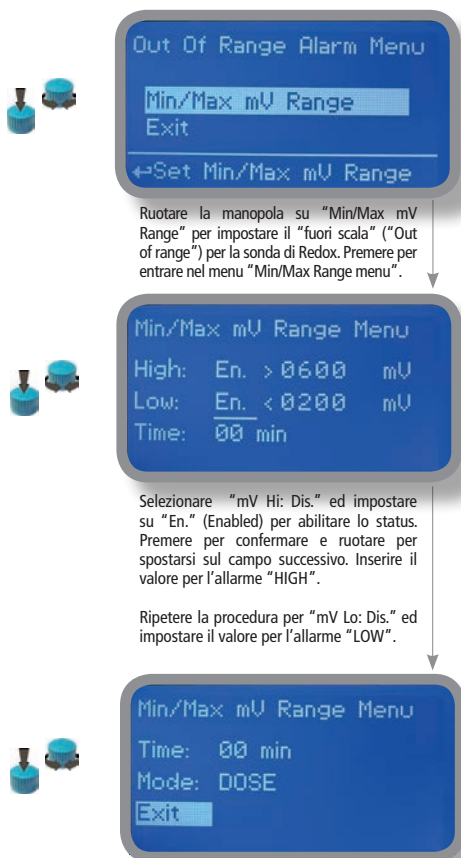 Out Of Range Alarm Menu
Min/Max mV Range
Exit
↵Set Min/Max mV Range
Ruotare la manopola su “Min/Max mV
Range” per impostare il “fuori scala” (“Out
of range”) per la sonda di Redox. Premere per
entrare nel menu “Min/Max Range menu”.
Min/Max mV Range Menu
High: En. > 0600 mV
Low: En. < 0200 mV
Time: 00 min
Selezionare “mV Hi: Dis.” ed impostare
su “En.” (Enabled) per abilitare lo status.
Premere per confermare e ruotare per
spostarsi sul campo successivo. Inserire il
valore per l’allarme “HIGH”.
Ripetere la procedura per “mV Lo: Dis.” ed
impostare il valore per l’allarme “LOW”.
Min/Max mV Range Menu
Time: 00 min
Mode: DOSE
Exit